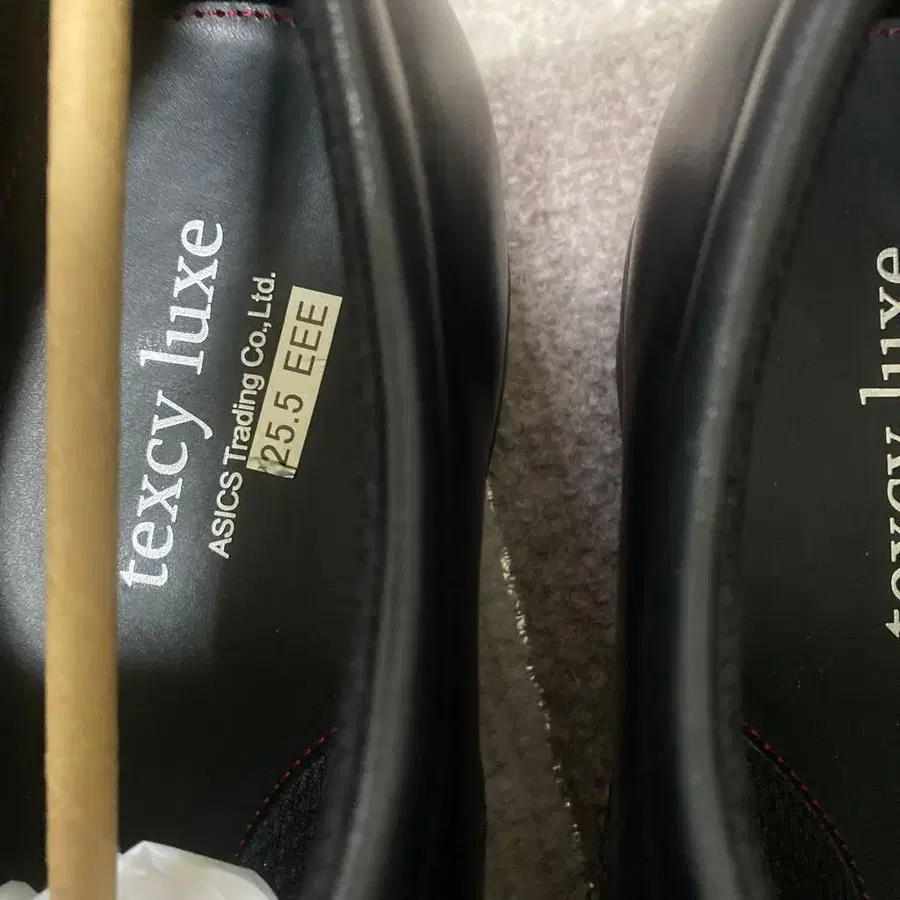 texcy luxe
ASICS Trading Co., Ltd.
25.5 EEE
texcy luxe